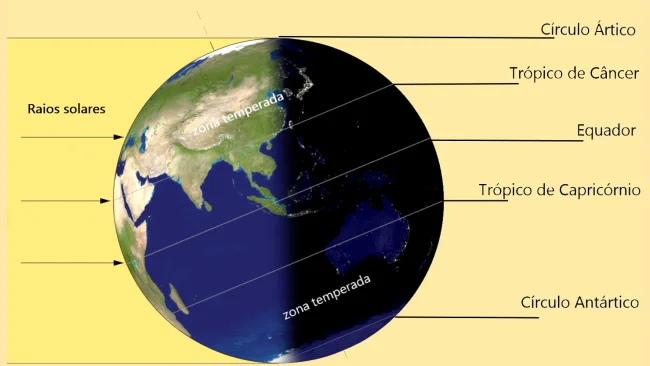 Círculo Ártico
Trópico de Câncer
Raios solares
zona temperada
Equador
Trópico de Capricórnio
zona temperada
Círculo Antártico